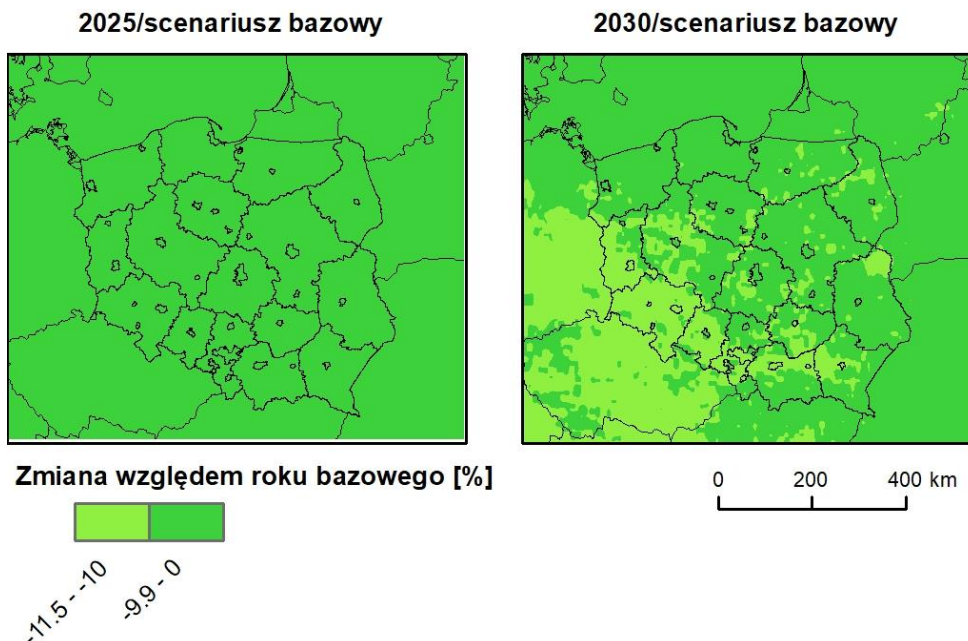 2025/scenariusz bazowy
2030/scenariusz bazowy
Zmiana względem roku bazowego [%]
-11.5 - -10
-9.9 - 0
0 200 400 km